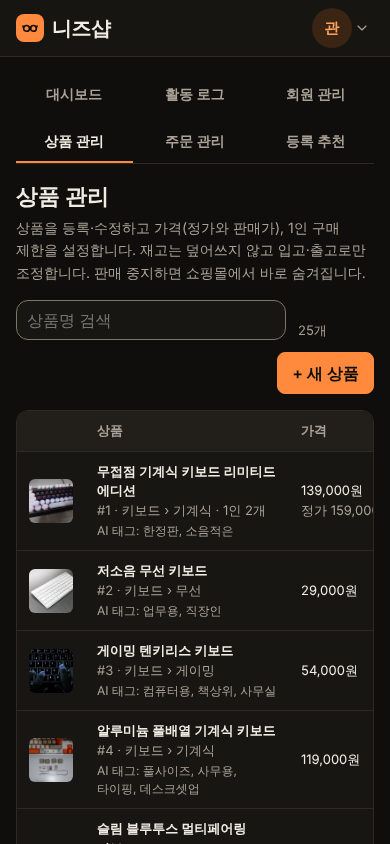 니즈샵
관
대시보드
활동 로그
회원 관리
상품 관리
주문 관리
등록 추천
상품 관리
상품을 등록·수정하고 가격(정가와 판매가), 1인 구매
제한을 설정합니다. 재고는 덮어쓰지 않고 입고·출고로만
조정합니다. 판매 중지하면 쇼핑몰에서 바로 숨겨집니다.
상품명 검색
25개
+ 새 상품
상품
가격
무접점 기계식 키보드 리미티드
에디션
#1 · 키보드 › 기계식 · 1인 2개
AI 태그: 한정판, 소음적은
139,000원
정가 159,00
저소음 무선 키보드
#2 · 키보드 › 무선
AI 태그: 업무용, 직장인
29,000원
게이밍 텐키리스 키보드
#3 · 키보드 › 게이밍
AI 태그: 컴퓨터용, 책상위, 사무실
54,000원
알루미늄 풀배열 기계식 키보드
#4 · 키보드 › 기계식
AI 태그: 풀사이즈, 사무용,
타이핑, 데스크셋업
119,000원
슬림 블루투스 멀티페어링